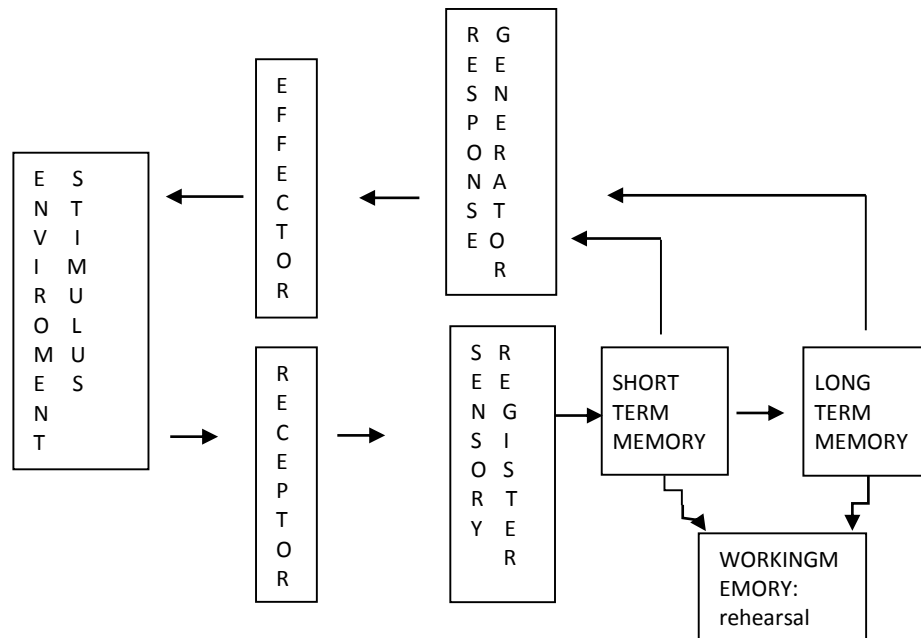 RESPONSE
GENERATOR
EFFECTOR
ENVIROMENT
STIMULUS
RECEPTOR
SENSORY
REGISTER
SHORT
TERM
MEMORY
LONG
TERM
MEMORY
WORKINGM
EMORY:
rehearsal